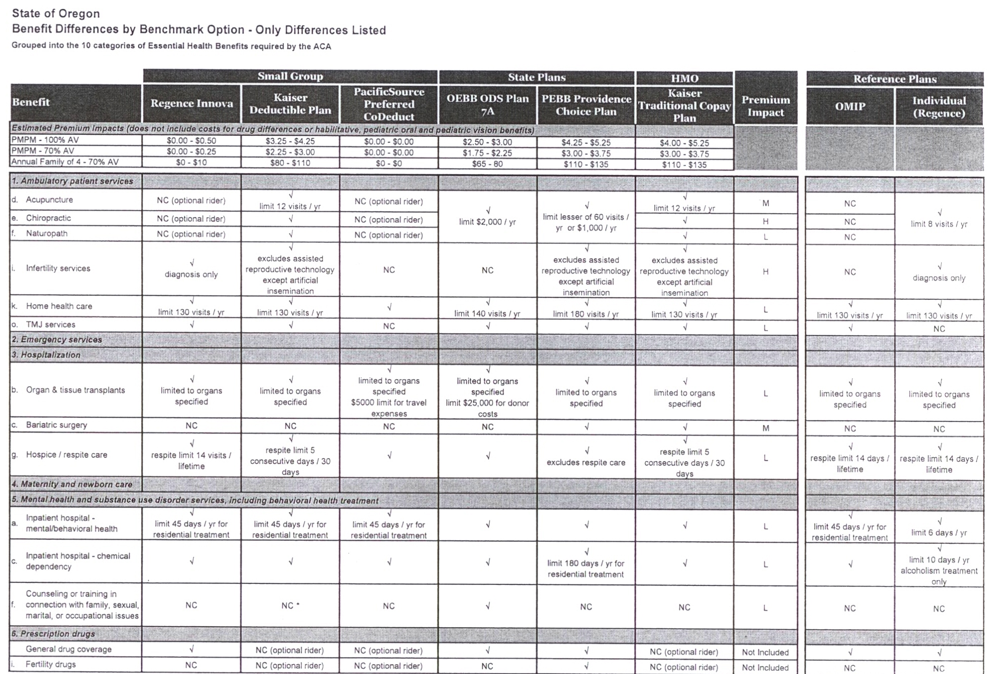 State of Oregon
Benefit Differences by Benchmark Option - Only Differences Listed
Grouped into the 10 categories of Essential Health Benefits required by the ACA
Small Group State Plans HMO Reference Plans
Benefit Regence Innova Kaiser Deductible Plan PacificSource Preferred CoDeduct OEBB ODS Plan 7A PEBB Providence Choice Plan Kaiser Traditional Copay Plan Premium Impact OMIP Individual (Regence)
Estimated Premium Impacts (does not include costs for drug differences or habilitative, pediatric oral and pediatric vision benefits)
PMPM - 100% AV $0.00 - $0.50 $3.25 - $4.25 $0.00 - $0.00 $2.50 - $3.00 $4.25 - $5.25 $4.00 - $5.25
PMPM - 70% AV $0.00 - $0.25 $2.25 - $3.00 $0.00 - $0.00 $1.75 - $2.25 $3.00 - $3.75 $3.00 - $3.75
Annual Family of 4 - 70% AV $0 - $10 $80 - $110 $0 - $0 $65 - 80 $110 - $135 $110 - $135
1. Ambulatory patient services
d. Acupuncture NC (optional rider) √ limit 12 visits / yr NC (optional rider) √ limit $2,000 / yr √ limit lesser of 60 visits / yr or $1,000 / yr √ limit 12 visits / yr M NC √ limit 8 visits / yr
e. Chiropractic NC (optional rider) √ NC (optional rider) √ H NC
f. Naturopath NC (optional rider) √ NC (optional rider) √ L NC
i. Infertility services √ diagnosis only √ excludes assisted reproductive technology except artificial insemination NC NC √ excludes assisted reproductive technology except artificial insemination √ excludes assisted reproductive technology except artificial insemination H NC √ diagnosis only
k. Home health care √ limit 130 visits / yr √ limit 130 visits / yr √ √ limit 140 visits / yr √ limit 180 visits / yr √ limit 130 visits / yr L √ limit 130 visits / yr √ limit 130 visits / yr
o. TMJ services √ √ NC √ √ √ L √ NC
2. Emergency services
3. Hospitalization
b. Organ & tissue transplants √ limited to organs specified √ limited to organs specified √ limited to organs specified $5000 limit for travel expenses √ limited to organs specified limit $25,000 for donor costs √ limited to organs specified √ limited to organs specified L √ limited to organs specified √ limited to organs specified
c. Bariatric surgery NC NC NC NC √ √ M NC NC
g. Hospice / respite care √ respite limit 14 visits / lifetime √ respite limit 5 consecutive days / 30 days √ √ √ excludes respite care √ respite limit 5 consecutive days / 30 days L √ respite limit 14 days / lifetime √ respite limit 14 days / lifetime
4. Maternity and newborn care
5. Mental health and substance use disorder services, including behavioral health treatment
a. Inpatient hospital - mental/behavioral health √ limit 45 days / yr for residential treatment √ limit 45 days / yr for residential treatment √ limit 45 days / yr for residential treatment √ √ √ L √ limit 45 days / yr for residential treatment √ limit 6 days / yr
c. Inpatient hospital - chemical dependency √ √ √ √ √ limit 180 days / yr for residential treatment √ L √ √ limit 10 days / yr alcoholism treatment only
f. Counseling or training in connection with family, sexual, marital, or occupational issues NC NC * NC √ NC NC L NC NC
6. Prescription drugs
General drug coverage √ NC (optional rider) NC (optional rider) √ √ NC (optional rider) Not Included √ √
i. Fertility drugs NC NC (optional rider) NC (optional rider) NC √ NC (optional rider) Not Included NC NC